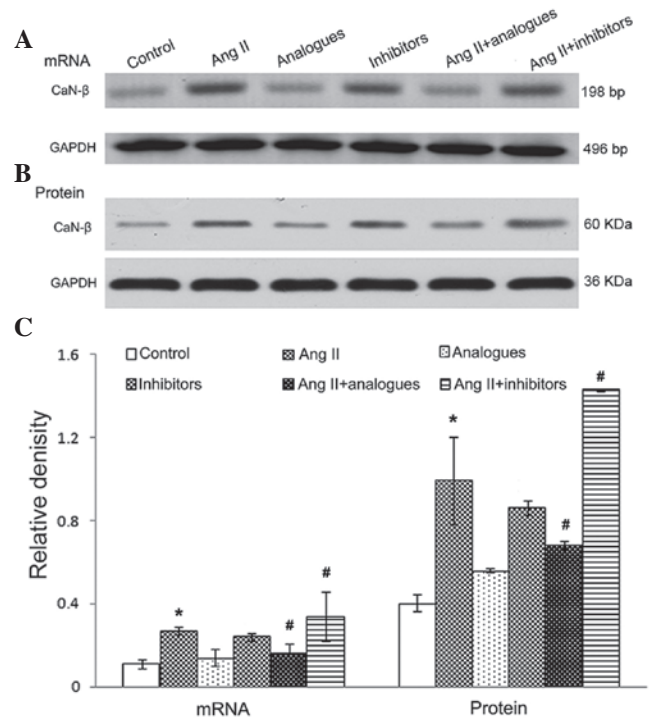 A
mRNA
Control
Ang II
Analogues
Inhibitors
Ang II+analogues
Ang II+inhibitors
CaN-β
198 bp
GAPDH
496 bp
B
Protein
CaN-β
60 KDa
GAPDH
36 KDa
C
Relative denisity
1.6
1.2
0.8
0.4
0
Control
Ang II
Analogues
Inhibitors
Ang II+analogues
Ang II+inhibitors
*
#
#
*
#
#
mRNA
Protein